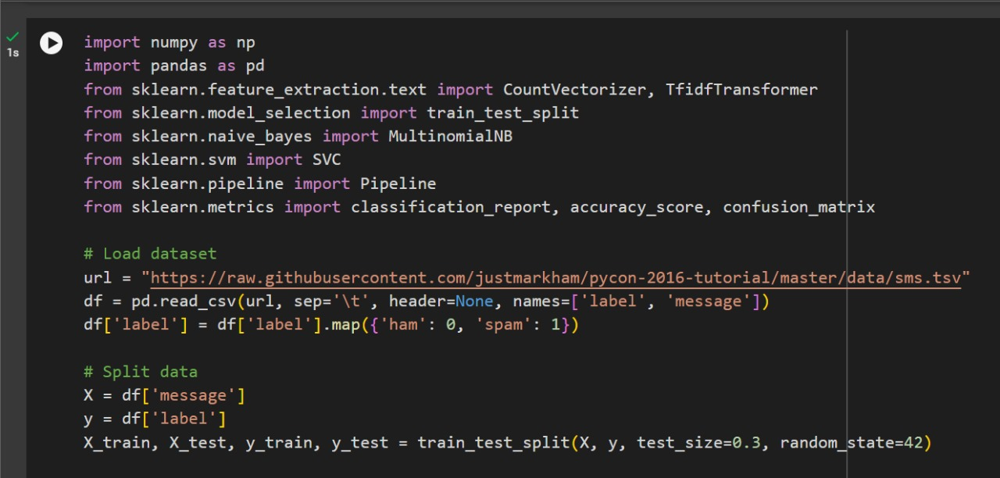 1s
import numpy as np
import pandas as pd
from sklearn.feature_extraction.text import CountVectorizer, TfidfTransformer
from sklearn.model_selection import train_test_split
from sklearn.naive_bayes import MultinomialNB
from sklearn.svm import SVC
from sklearn.pipeline import Pipeline
from sklearn.metrics import classification_report, accuracy_score, confusion_matrix
# Load dataset
url = "https://raw.githubusercontent.com/justmarkham/pycon-2016-tutorial/master/data/sms.tsv"
df = pd.read_csv(url, sep='\t', header=None, names=['label', 'message'])
df['label'] = df['label'].map({'ham': 0, 'spam': 1})
# Split data
X = df['message']
y = df['label']
X_train, X_test, y_train, y_test = train_test_split(X, y, test_size=0.3, random_state=42)